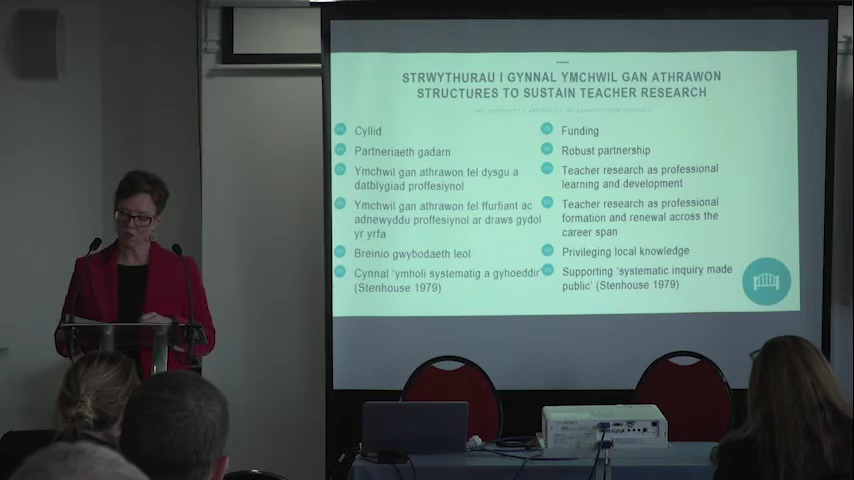 STRWYTHURAU I GYNNAL YMCHWIL GAN ATHRAWON
STRUCTURES TO SUSTAIN TEACHER RESEARCH
Cyllid
Partneriaeth gadarn
Ymchwil gan athrawon fel dysgu a
datblygiad proffesiynol
Ymchwil gan athrawon fel ffurfiant ac
adnewyddu proffesiynol ar draws gydol
yr yrfa
Breinio gwybodaeth leol
Cynnal 'ymholi systematig a gyhoeddir'
(Stenhouse 1979)
Funding
Robust partnership
Teacher research as professional
learning and development
Teacher research as professional
formation and renewal across the
career span
Privileging local knowledge
Supporting 'systematic inquiry made
public' (Stenhouse 1979)